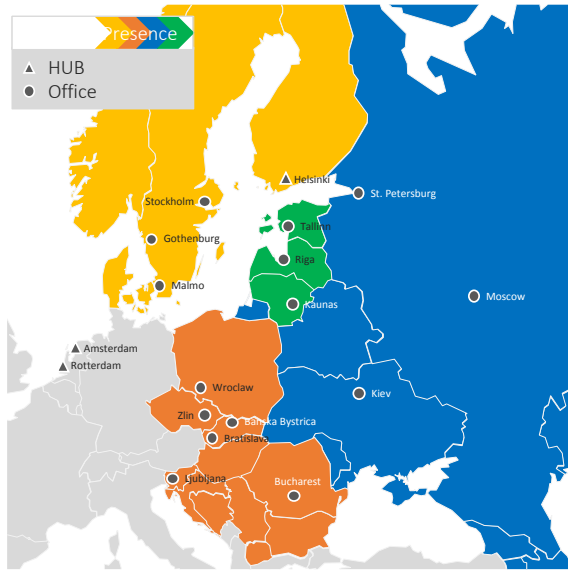 Presence
HUB
Office
Helsinki
Stockholm
St. Petersburg
Tallinn
Gothenburg
Riga
Malmo
Kaunas
Moscow
Amsterdam
Rotterdam
Wroclaw
Kiev
Zlin
Banska Bystrica
Bratislava
Ljubljana
Bucharest